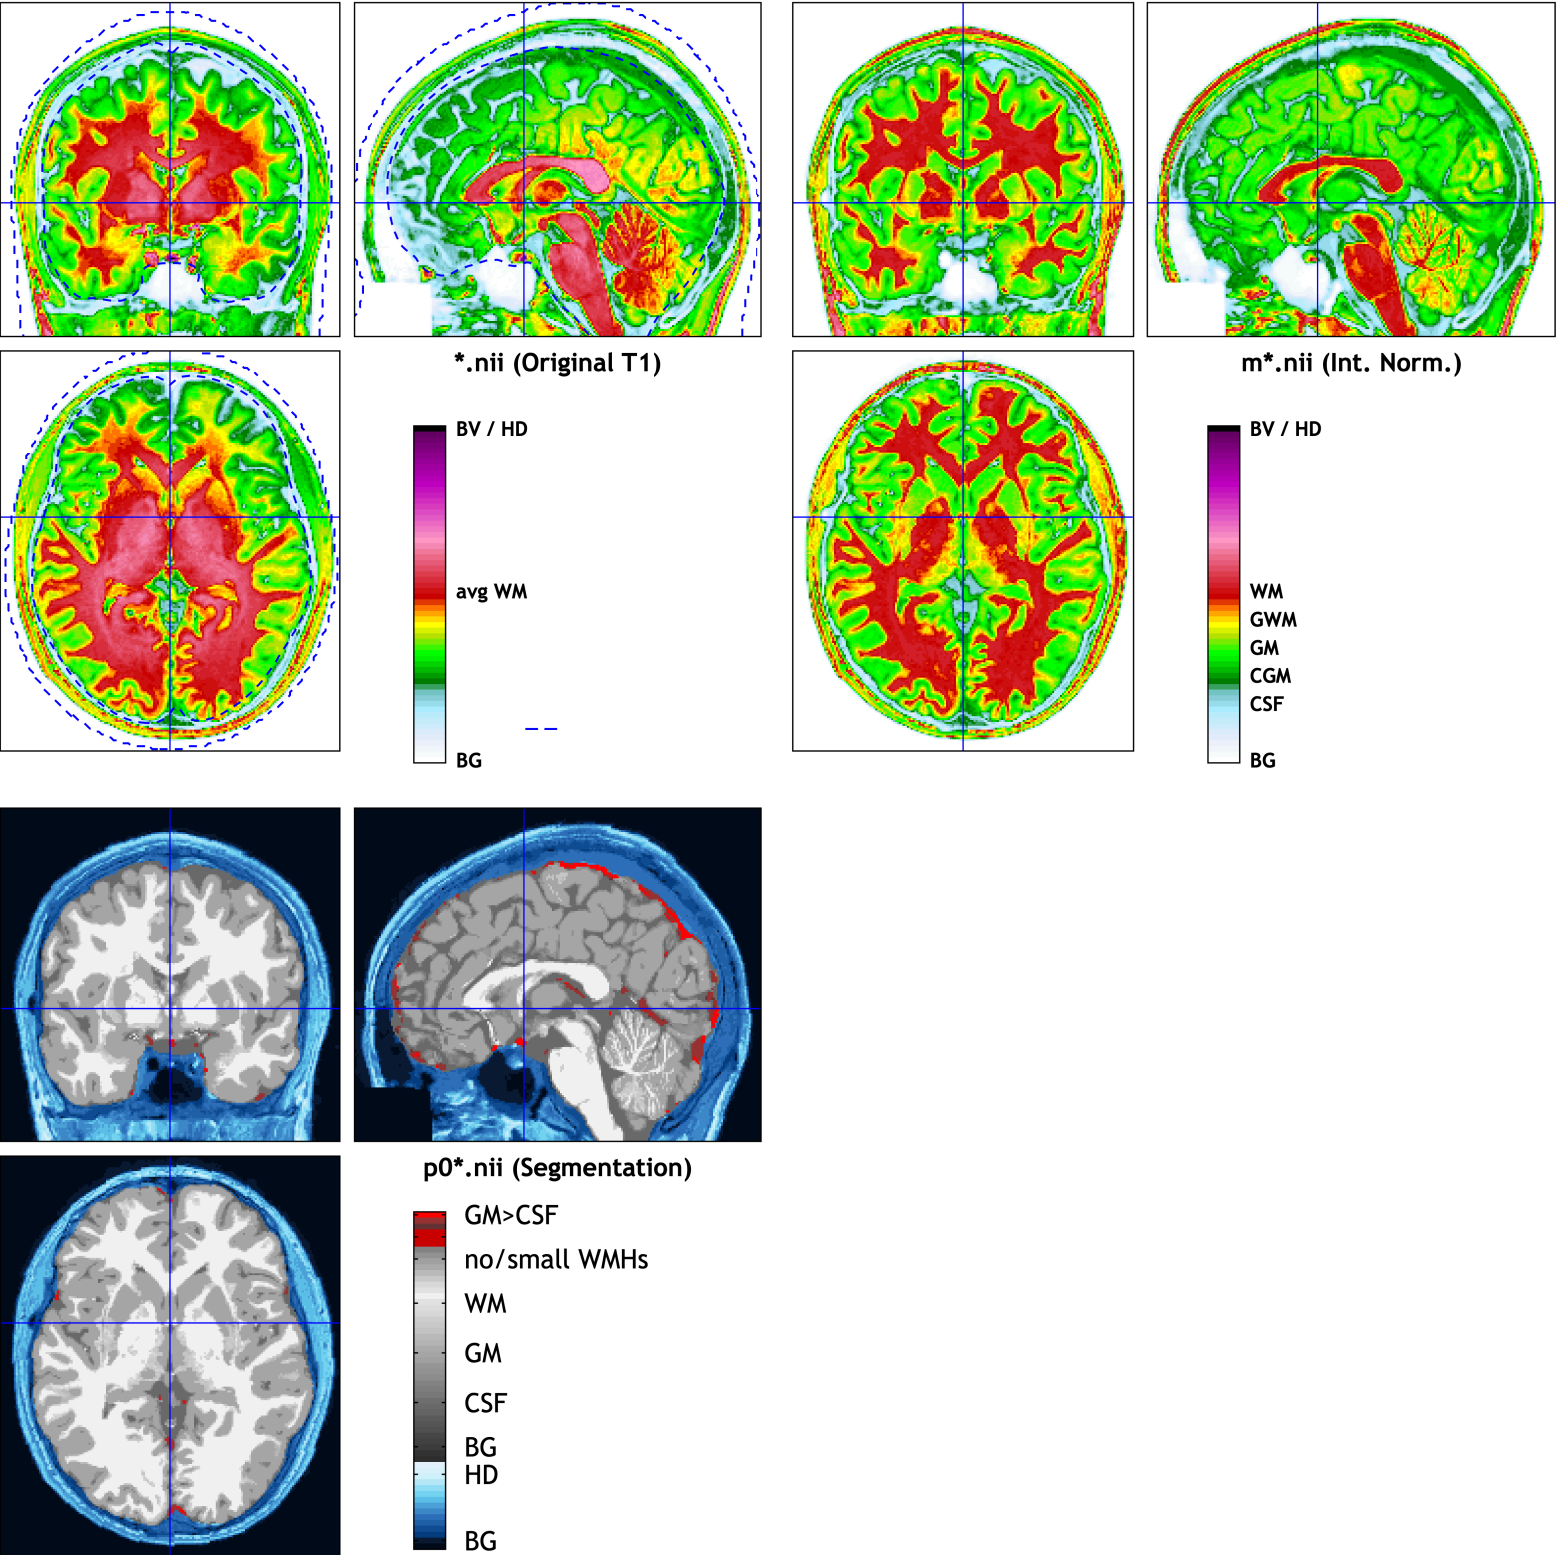 *.nii (Original T1)
BV / HD
avg WM
BG
m*.nii (Int. Norm.)
BV / HD
WM
GWM
GM
CGM
CSF
BG
p0*.nii (Segmentation)
GM>CSF
no/small WMHs
WM
GM
CSF
BG
HD
BG